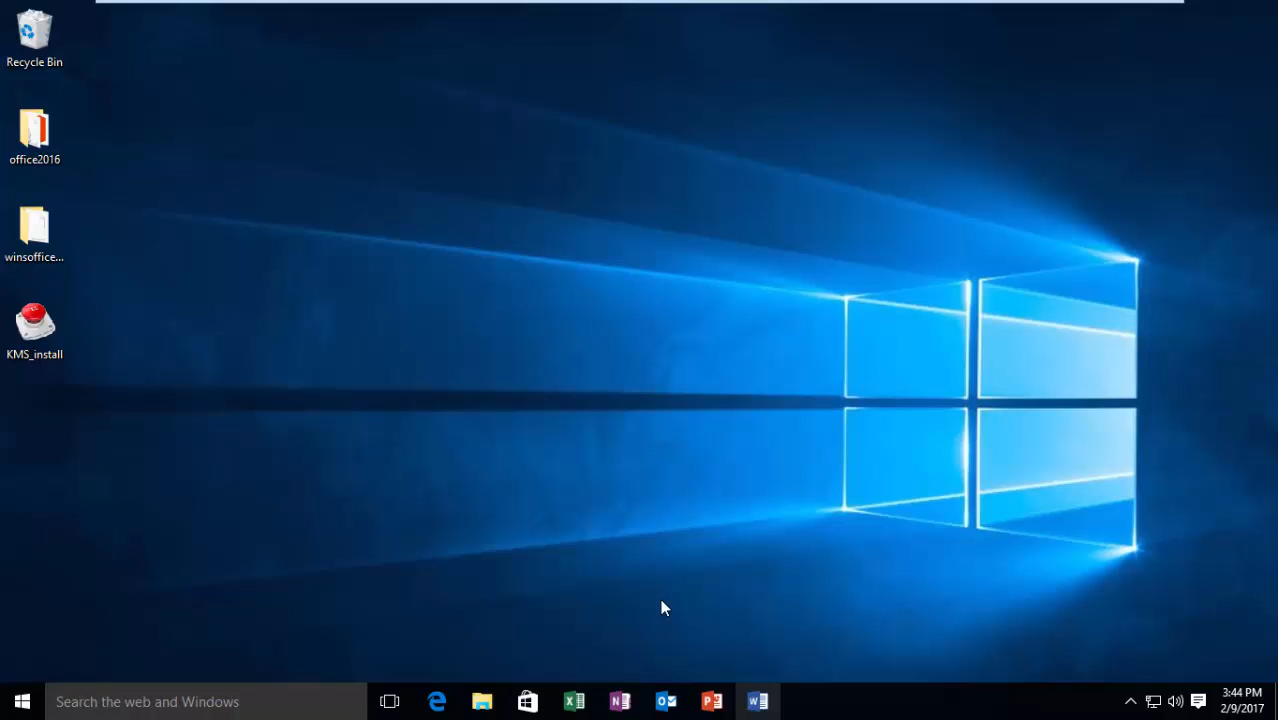 Recycle Bin
office2016
winsoffice...
KMS_install
Search the web and Windows
3:44 PM
2/9/2017